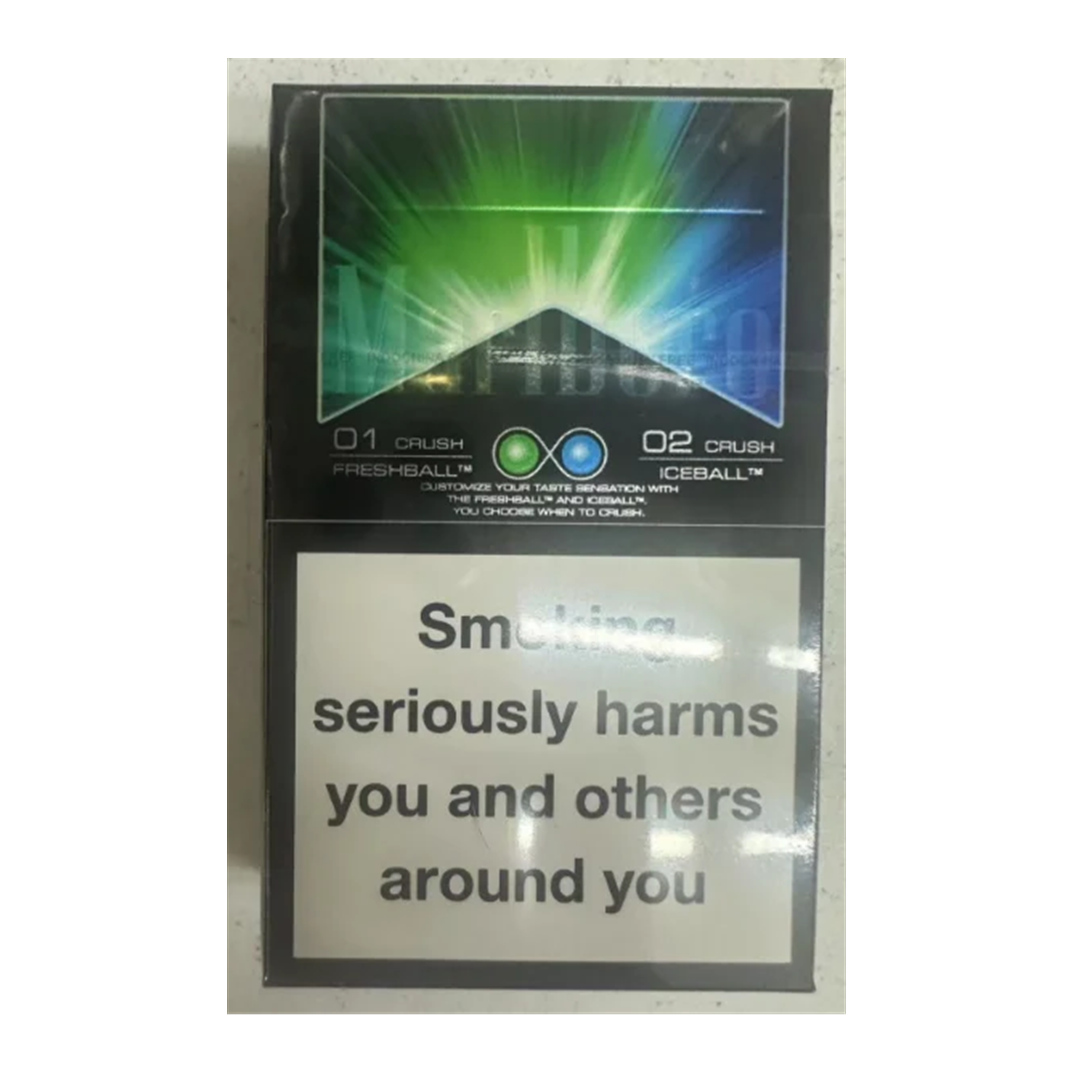 Marlboro
01 CRUSH
FRESHBALL™
02 CRUSH
ICEBALL™
CUSTOMIZE YOUR TASTE SENSATION WITH
THE FRESHBALL™ AND ICEBALL™.
YOU CHOOSE WHEN TO CRUSH.
Smoking
seriously harms
you and others
around you